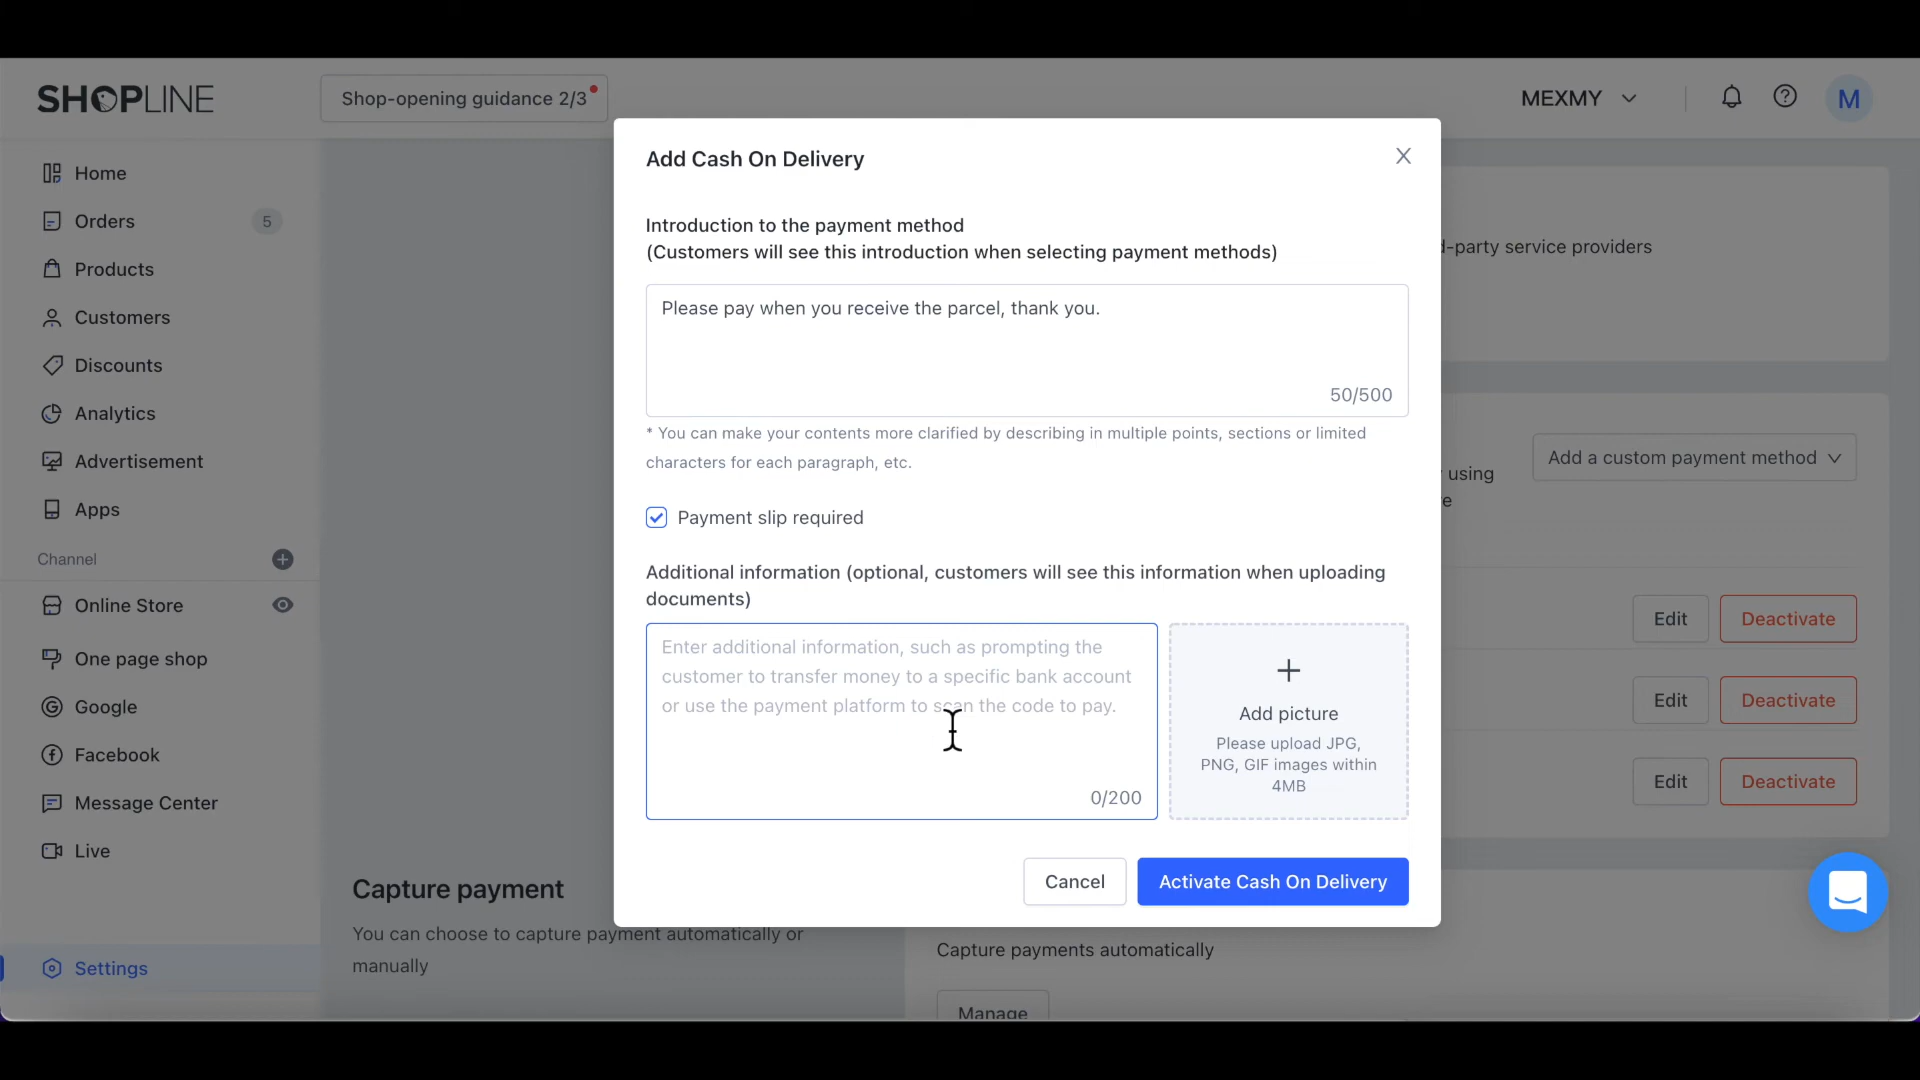 SHOPLINE
Shop-opening guidance 2/3
MEXMY
M
Home
Orders
5
Products
Customers
Discounts
Analytics
Advertisement
Apps
Channel
Online Store
One page shop
Google
Facebook
Message Center
Live
Settings
Add Cash On Delivery
Introduction to the payment method
(Customers will see this introduction when selecting payment methods)
Please pay when you receive the parcel, thank you.
50/500
* You can make your contents more clarified by describing in multiple points, sections or limited
characters for each paragraph, etc.
Payment slip required
Additional information (optional, customers will see this information when uploading
documents)
Enter additional information, such as prompting the
customer to transfer money to a specific bank account
or use the payment platform to scan the code to pay.
0/200
Add picture
Please upload JPG,
PNG, GIF images within
4MB
Cancel
Activate Cash On Delivery
d-party service providers
using
e
Add a custom payment method
Edit
Deactivate
Edit
Deactivate
Edit
Deactivate
Capture payment
You can choose to capture payment automatically or
manually
Capture payments automatically
Manage